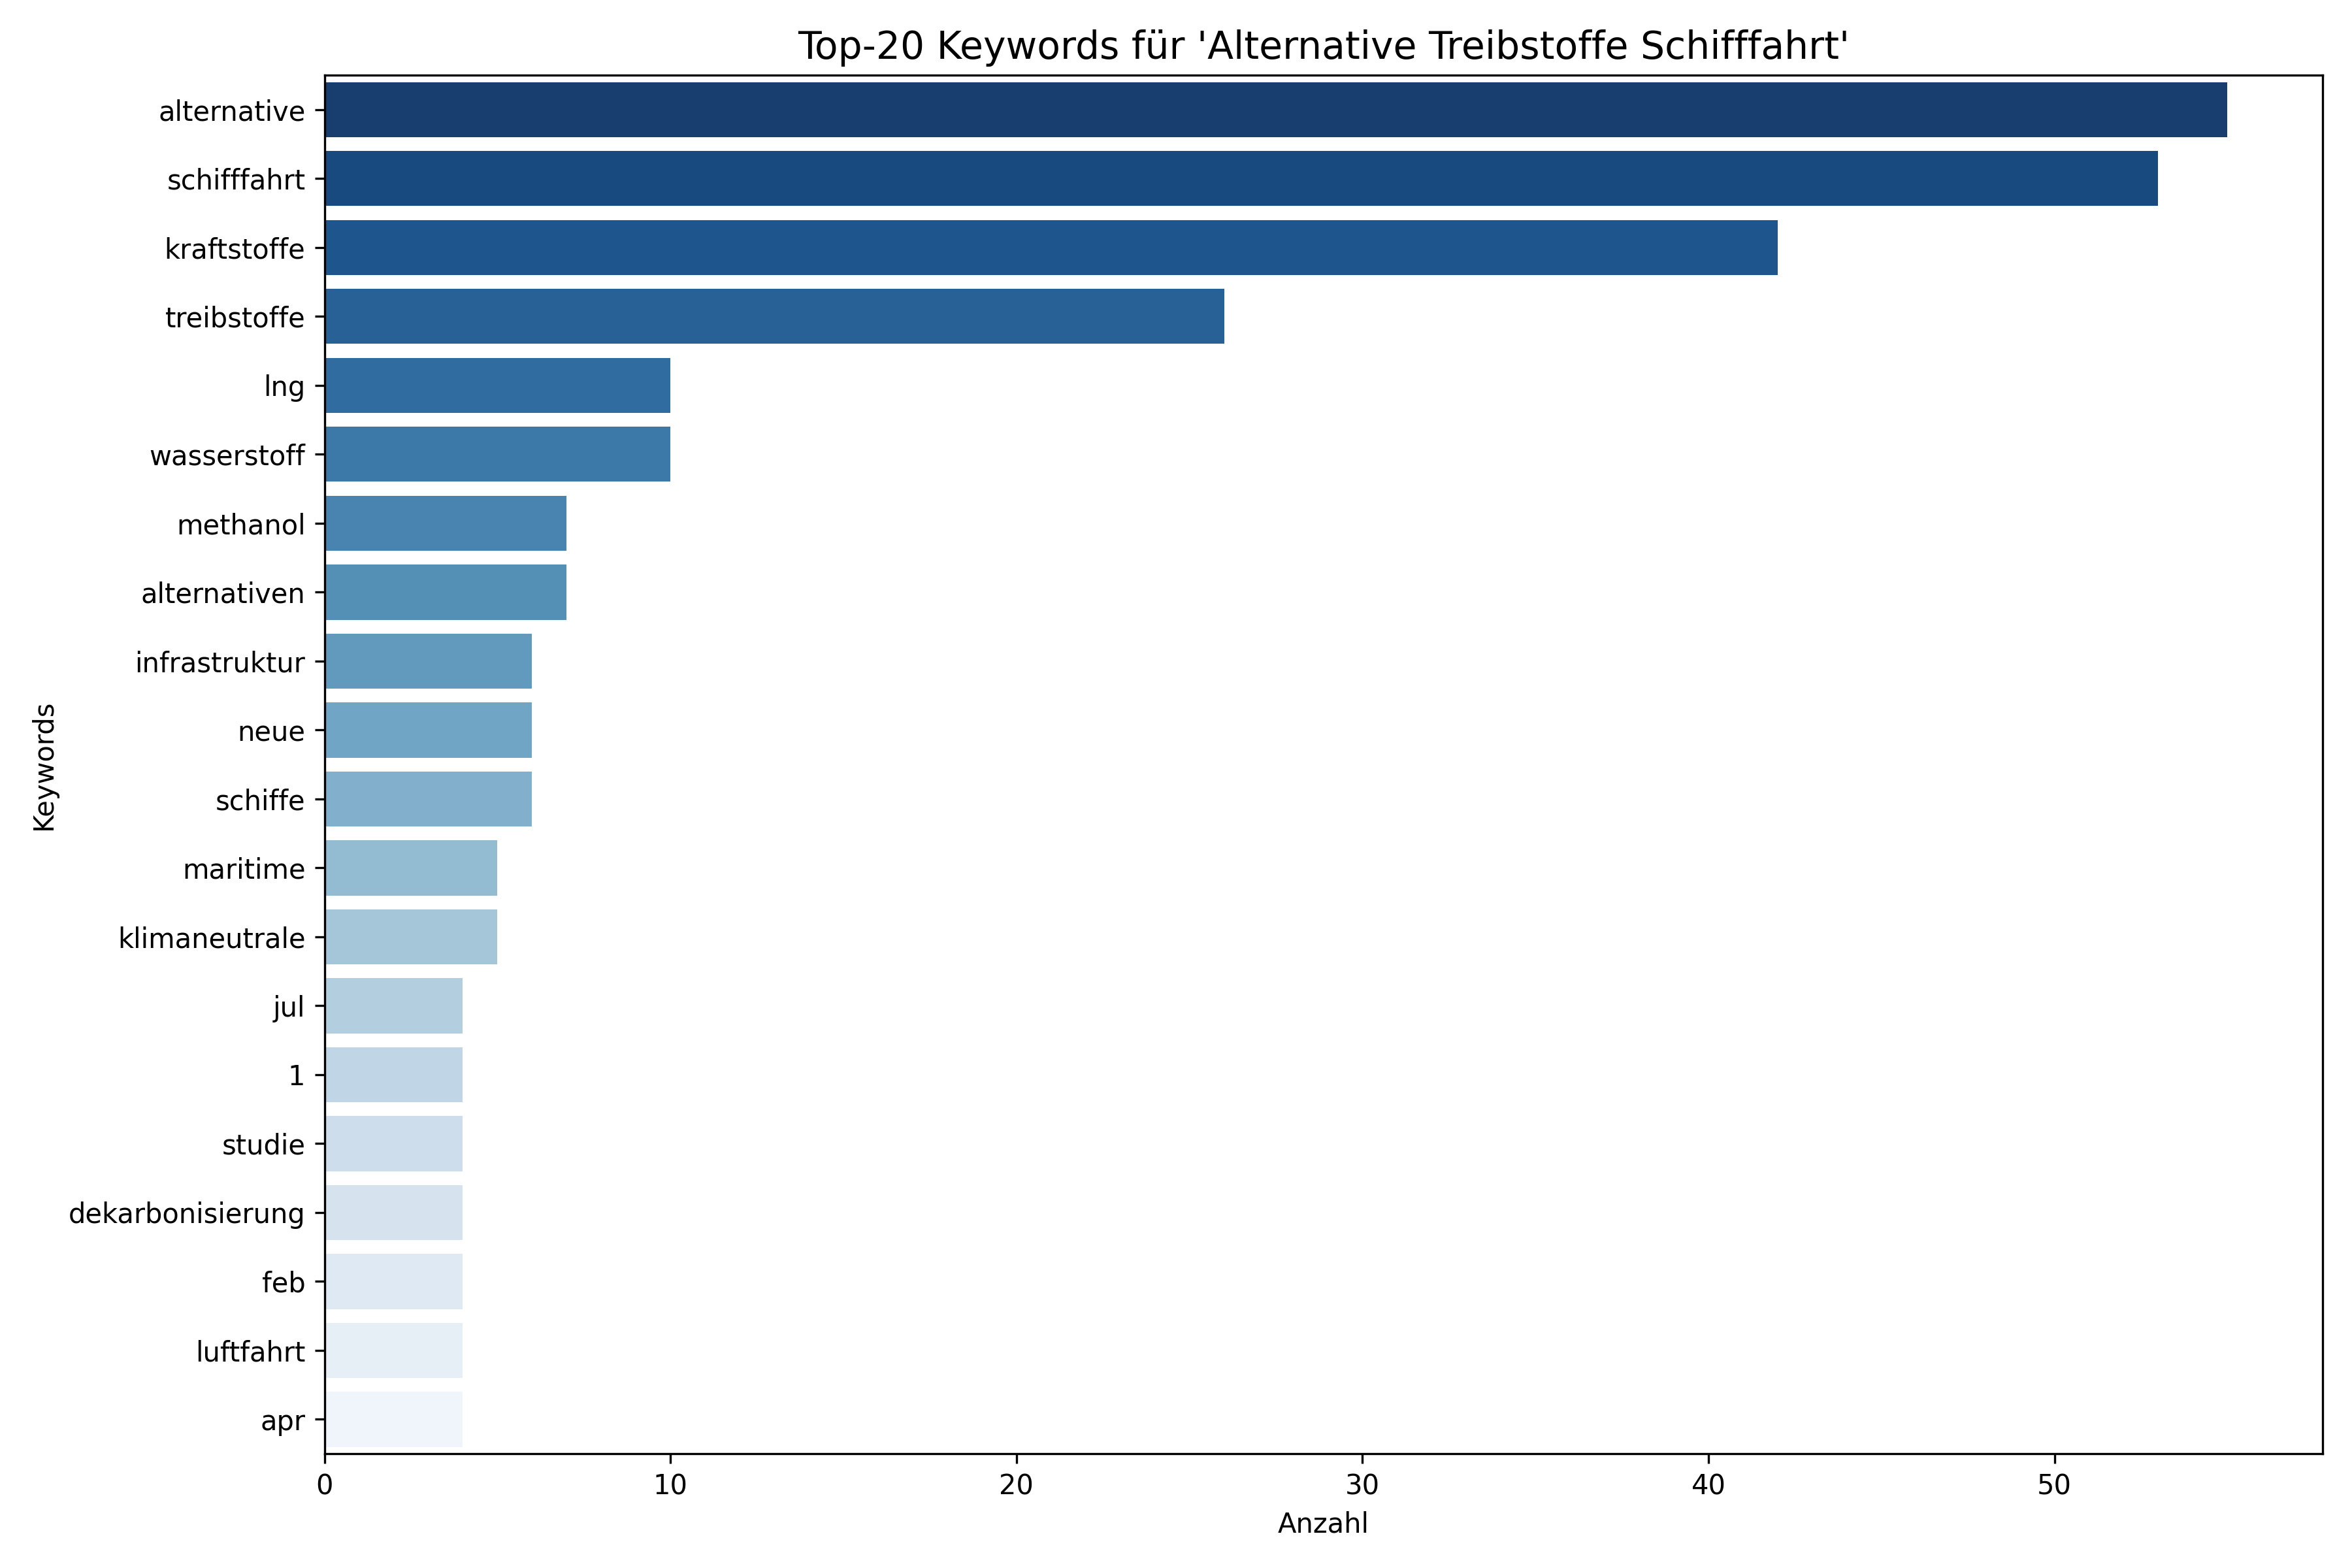 Top-20 Keywords für 'Alternative Treibstoffe Schifffahrt'
alternative
schifffahrt
kraftstoffe
treibstoffe
lng
wasserstoff
methanol
alternativen
infrastruktur
neue
schiffe
maritime
klimaneutrale
jul
1
studie
dekarbonisierung
feb
luftfahrt
apr
Keywords
0 10 20 30 40 50
Anzahl